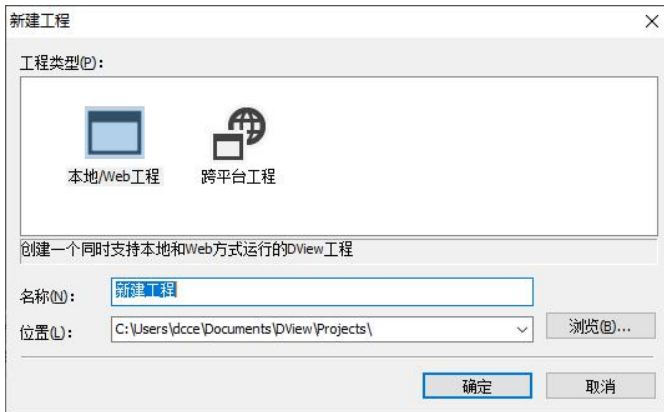 新建工程
工程类型(P):
本地/Web工程 跨平台工程
创建一个同时支持本地和Web方式运行的DView工程
名称(N): 新建工程
位置(L): C:\Users\dcce\Documents\DView\Projects\ 浏览(B)...
确定 取消